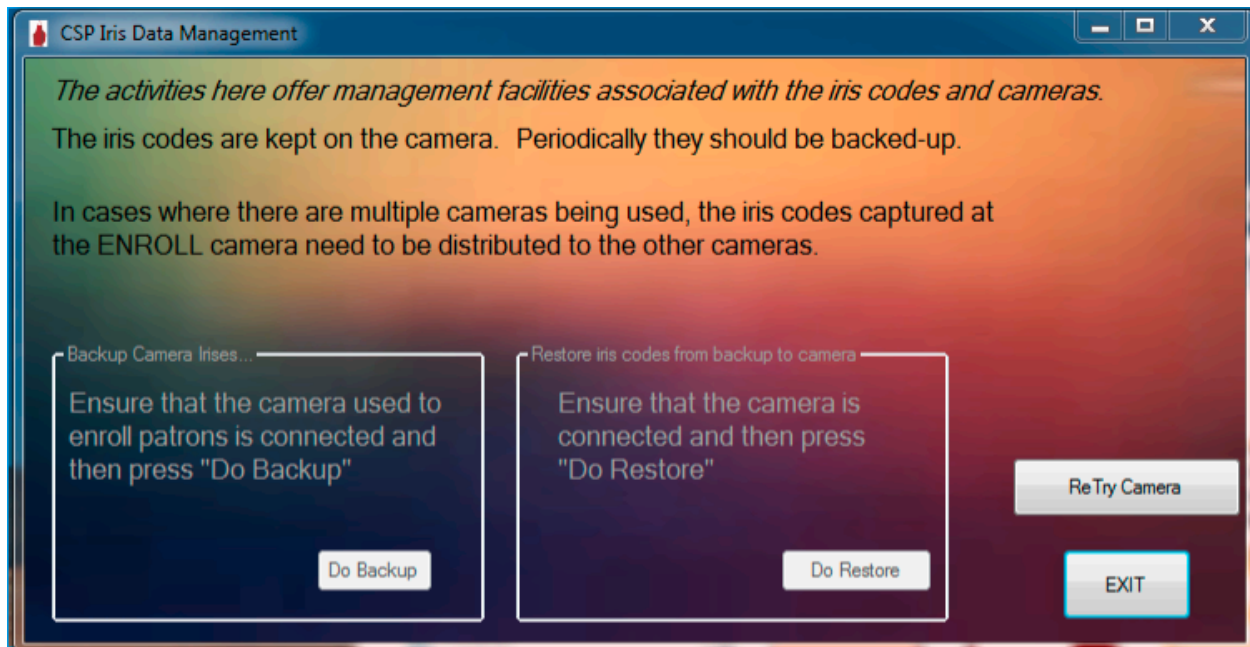 CSP Iris Data Management
The activities here offer management facilities associated with the iris codes and cameras.
The iris codes are kept on the camera.  Periodically they should be backed-up.
In cases where there are multiple cameras being used, the iris codes captured at
the ENROLL camera need to be distributed to the other cameras.
Backup Camera Irises...
Ensure that the camera used to
enroll patrons is connected and
then press "Do Backup"
Do Backup
Restore iris codes from backup to camera
Ensure that the camera is
connected and then press
"Do Restore"
Do Restore
ReTry Camera
EXIT